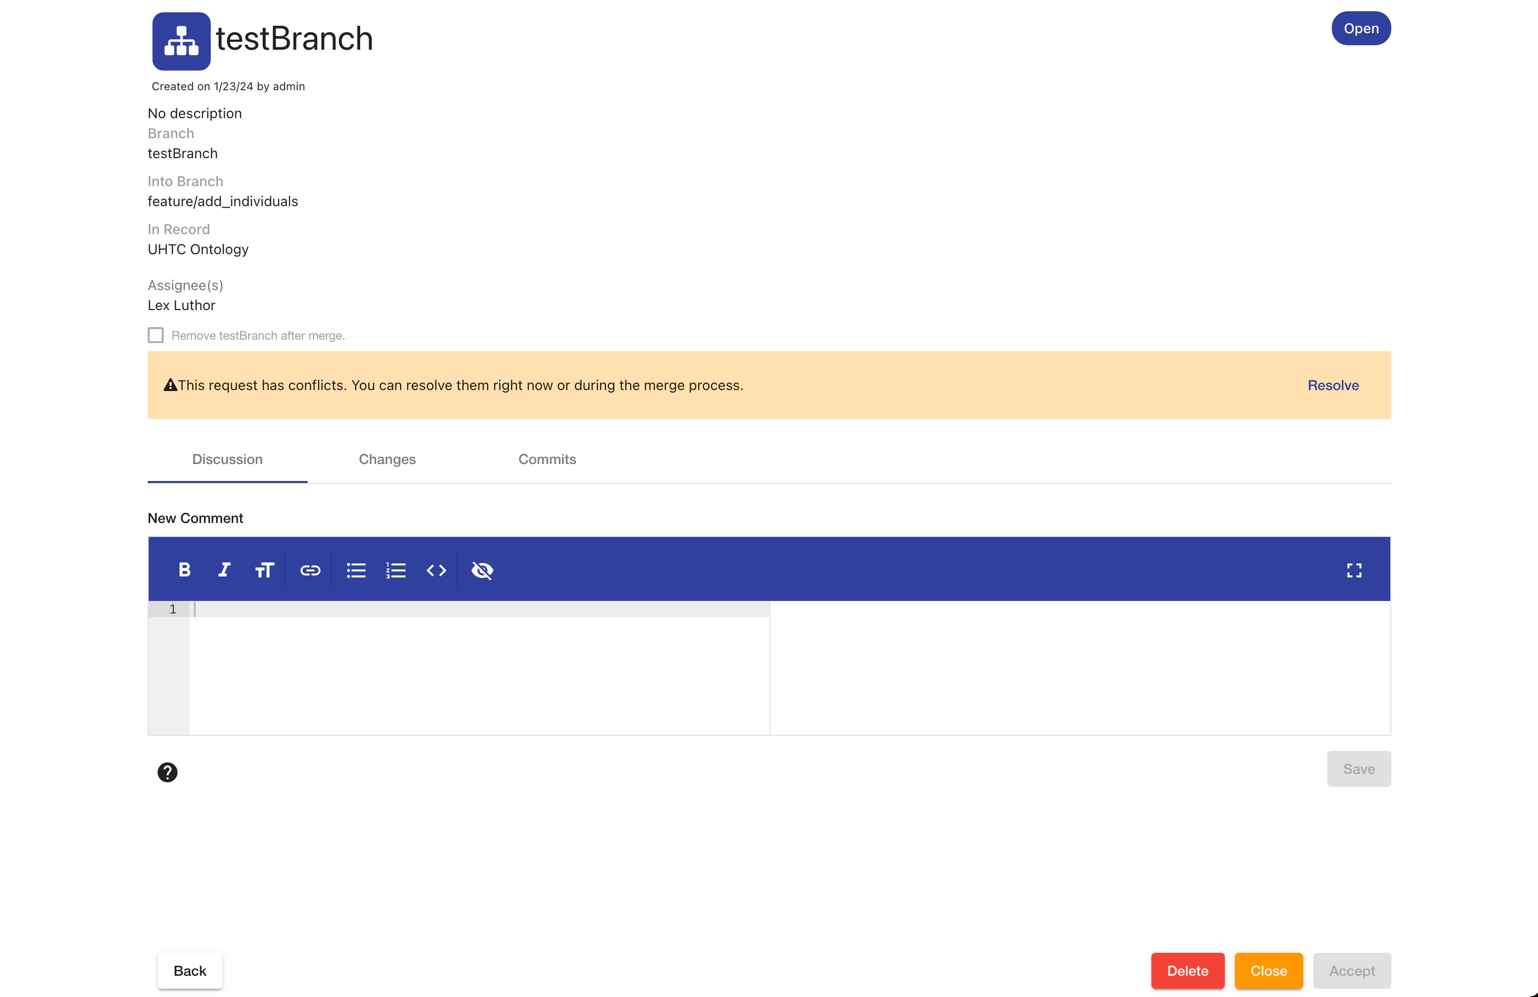 testBranch
Open
Created on 1/23/24 by admin
No description
Branch
testBranch
Into Branch
feature/add_individuals
In Record
UHTC Ontology
Assignee(s)
Lex Luthor
Remove testBranch after merge.
This request has conflicts. You can resolve them right now or during the merge process.
Resolve
Discussion Changes Commits
New Comment
1
Save
Back
Delete Close Accept